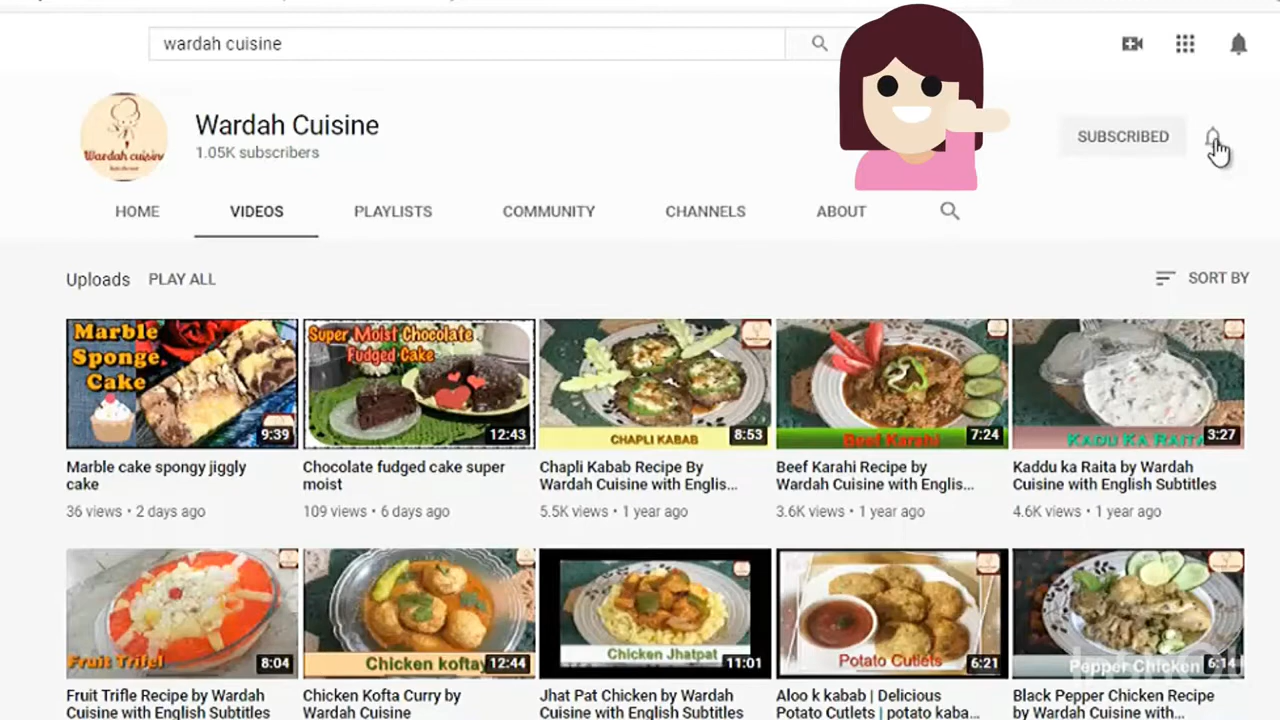 wardah cuisine
Wardah cuisin
Wardah Cuisine
1.05K subscribers
SUBSCRIBED
HOME
VIDEOS
PLAYLISTS
COMMUNITY
CHANNELS
ABOUT
Uploads
PLAY ALL
SORT BY
Marble
Sponge
Cake
9:39
Super Moist Chocolate
Fudged Cake
12:43
CHAPLI KABAB
8:53
Beef Karahi
7:24
KADU KA RAITA
3:27
Marble cake spongy jiggly
cake
36 views • 2 days ago
Chocolate fudged cake super
moist
109 views • 6 days ago
Chapli Kabab Recipe By
Wardah Cuisine with Englis...
5.5K views • 1 year ago
Beef Karahi Recipe by
Wardah Cuisine with Englis...
3.6K views • 1 year ago
Kaddu ka Raita by Wardah
Cuisine with English Subtitles
4.6K views • 1 year ago
Fruit Trifel
8:04
Chicken kofta
12:44
Chicken Jhatpat
11:01
Potato Cutlets
6:21
Pepper Chicken
6:14
Fruit Trifle Recipe by Wardah
Cuisine with English Subtitles
Chicken Kofta Curry by
Wardah Cuisine
Jhat Pat Chicken by Wardah
Cuisine with English Subtitles
Aloo k kabab | Delicious
Potato Cutlets | potato kaba...
Black Pepper Chicken Recipe
by Wardah Cuisine with...